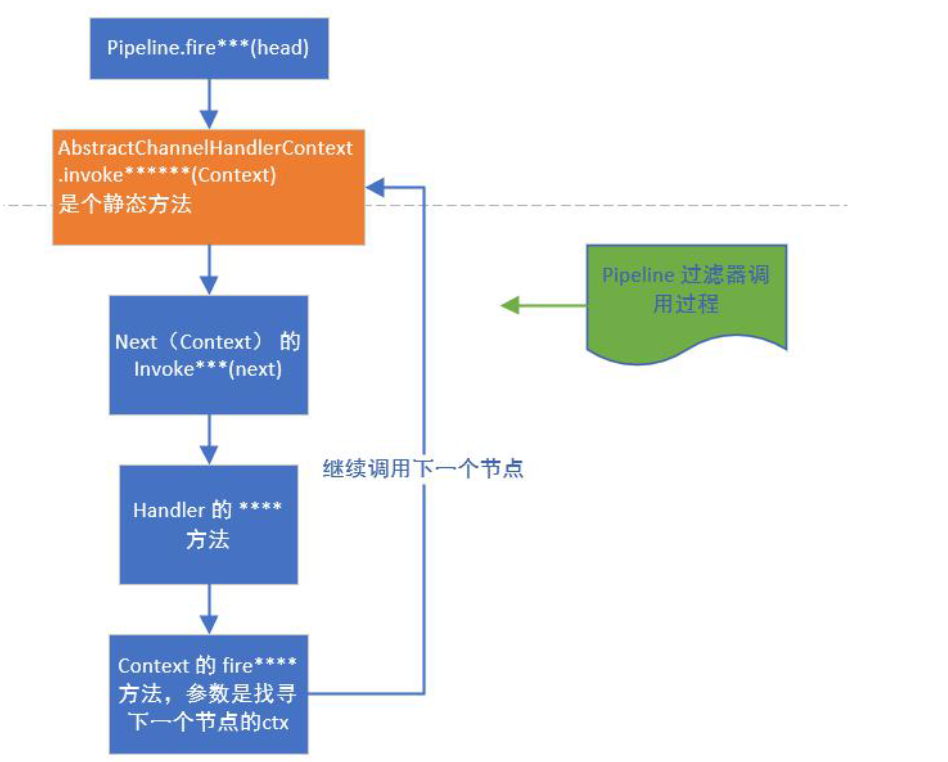 Pipeline.fire***(head)
AbstractChannelHandlerContext
.invoke******(Context)
是个静态方法
Pipeline 过滤器调
用过程
Next（Context） 的
Invoke***(next)
继续调用下一个节点
Handler 的 ****
方法
Context 的 fire****
方法，参数是找寻
下一个节点的ctx